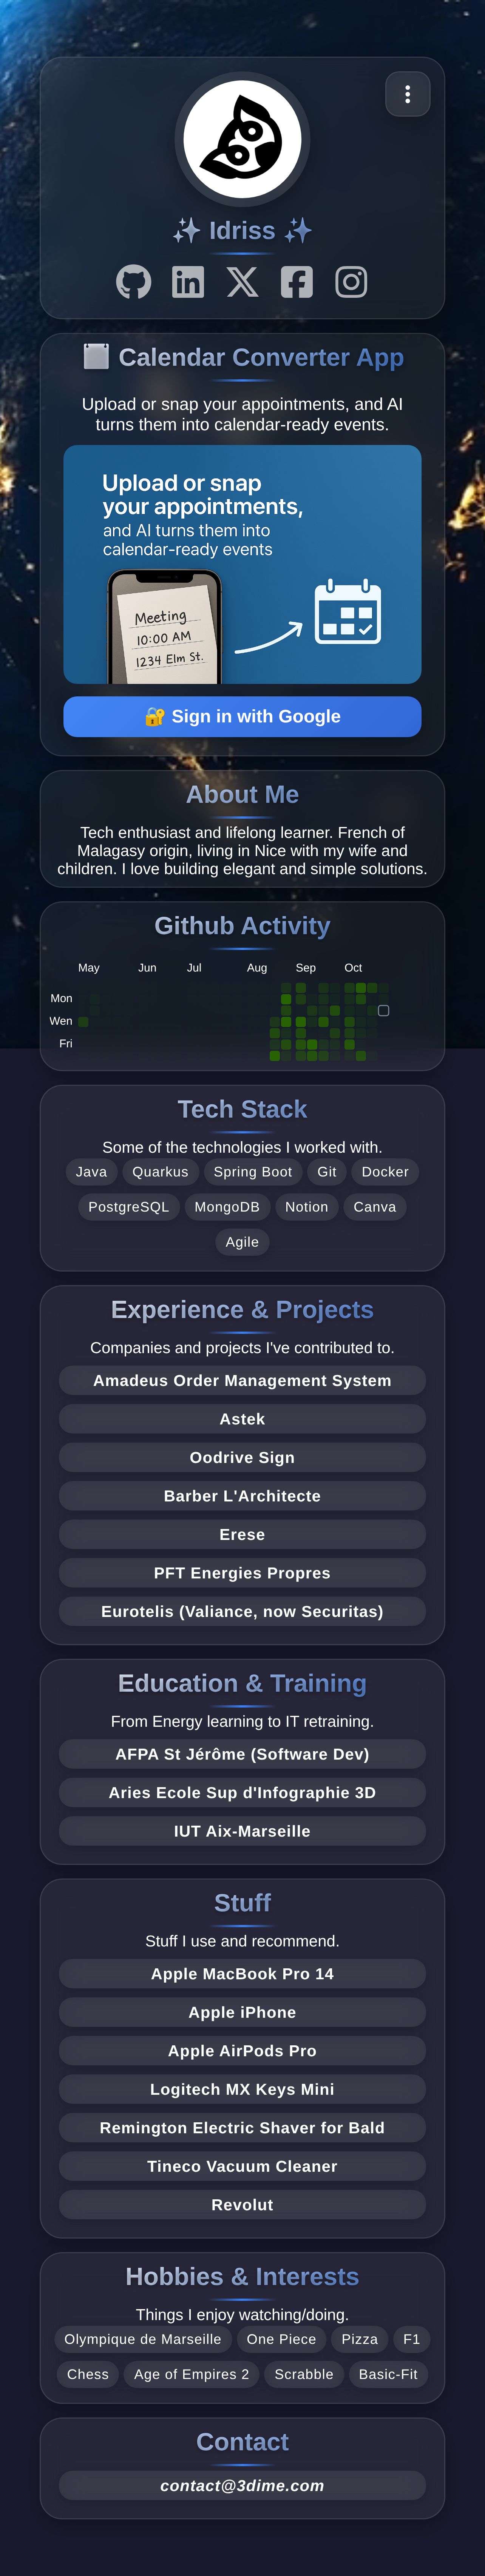 ✨ Idriss ✨
Calendar Converter App
Upload or snap your appointments, and AI
turns them into calendar-ready events.
Upload or snap
your appointments,
and AI turns them into
calendar-ready events
Meeting
10:00 AM
1234 Elm St.
🔐 Sign in with Google
About Me
Tech enthusiast and lifelong learner. French of
Malagasy origin, living in Nice with my wife and
children. I love building elegant and simple solutions.
Github Activity
May Jun Jul Aug Sep Oct
Mon
Wen
Fri
Tech Stack
Some of the technologies I worked with.
Java Quarkus Spring Boot Git Docker
PostgreSQL MongoDB Notion Canva
Agile
Experience & Projects
Companies and projects I've contributed to.
Amadeus Order Management System
Astek
Oodrive Sign
Barber L'Architecte
Erese
PFT Energies Propres
Eurotelis (Valiance, now Securitas)
Education & Training
From Energy learning to IT retraining.
AFPA St Jérôme (Software Dev)
Aries Ecole Sup d'Infographie 3D
IUT Aix-Marseille
Stuff
Stuff I use and recommend.
Apple MacBook Pro 14
Apple iPhone
Apple AirPods Pro
Logitech MX Keys Mini
Remington Electric Shaver for Bald
Tineco Vacuum Cleaner
Revolut
Hobbies & Interests
Things I enjoy watching/doing.
Olympique de Marseille One Piece Pizza F1
Chess Age of Empires 2 Scrabble Basic-Fit
Contact
contact@3dime.com